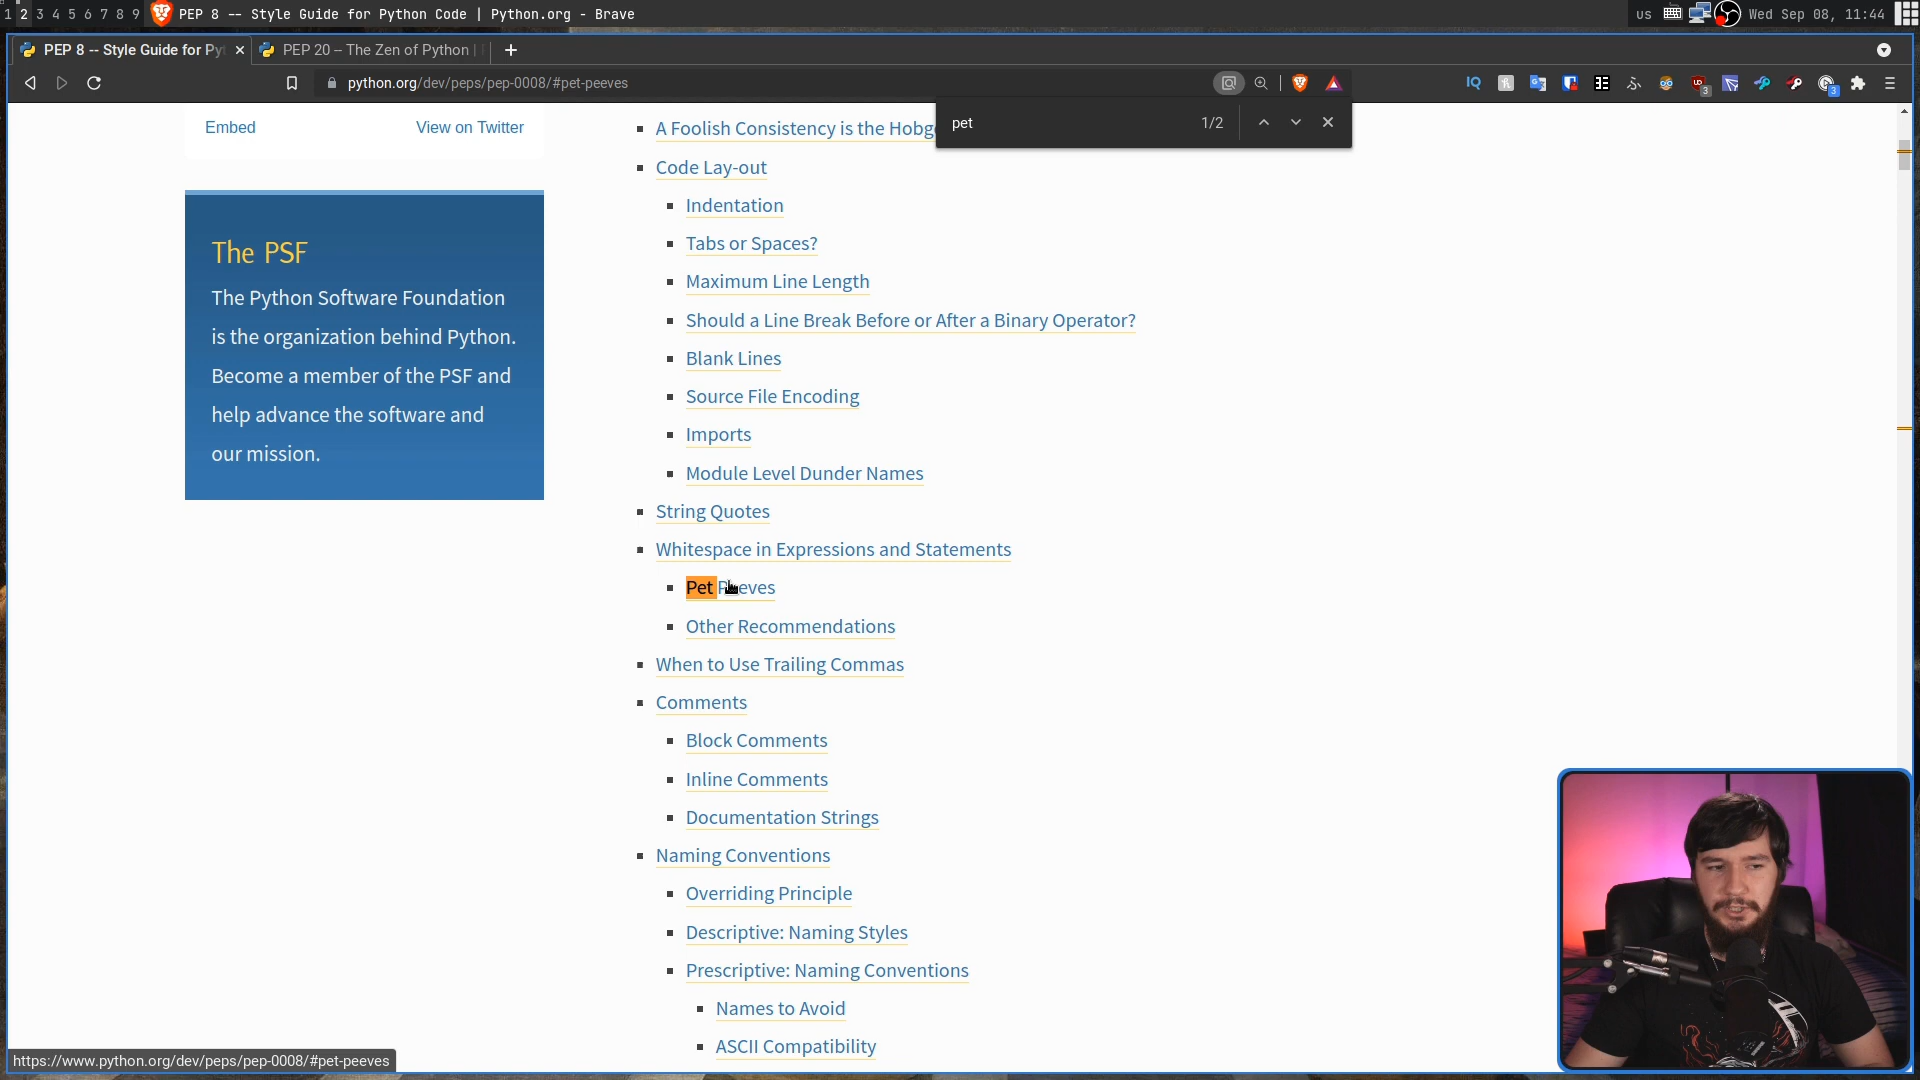 1 2 3 4 5 6 7 8 9 PEP 8 -- Style Guide for Python Code | Python.org - Brave us Wed Sep 08, 11:44
PEP 8 -- Style Guide for Py PEP 20 – The Zen of Python |
python.org/dev/peps/pep-0008/#pet-peeves
pet 1/2
Embed View on Twitter
The PSF
The Python Software Foundation
is the organization behind Python.
Become a member of the PSF and
help advance the software and
our mission.
A Foolish Consistency is the Hobg
Code Lay-out
Indentation
Tabs or Spaces?
Maximum Line Length
Should a Line Break Before or After a Binary Operator?
Blank Lines
Source File Encoding
Imports
Module Level Dunder Names
String Quotes
Whitespace in Expressions and Statements
Pet Peeves
Other Recommendations
When to Use Trailing Commas
Comments
Block Comments
Inline Comments
Documentation Strings
Naming Conventions
Overriding Principle
Descriptive: Naming Styles
Prescriptive: Naming Conventions
Names to Avoid
ASCII Compatibility
https://www.python.org/dev/peps/pep-0008/#pet-peeves